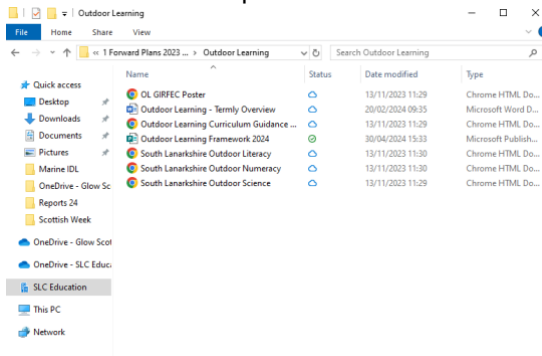 Outdoor Learning
File Home Share View
« 1 Forward Plans 2023 ... › Outdoor Learning Search Outdoor Learning
Name Status Date modified Type
Quick access
Desktop
Downloads
Documents
Pictures
Marine IDL
OneDrive - Glow Sc
Reports 24
Scottish Week
OneDrive - Glow Scot
OneDrive - SLC Educa
SLC Education
This PC
Network
OL GIRFEC Poster 13/11/2023 11:29 Chrome HTML Do...
Outdoor Learning - Termly Overview 20/02/2024 09:35 Microsoft Word D...
Outdoor Learning Curriculum Guidance ... 13/11/2023 11:29 Chrome HTML Do...
Outdoor Learning Framework 2024 30/04/2024 15:33 Microsoft Publish...
South Lanarkshire Outdoor Literacy 13/11/2023 11:30 Chrome HTML Do...
South Lanarkshire Outdoor Numeracy 13/11/2023 11:30 Chrome HTML Do...
South Lanarkshire Outdoor Science 13/11/2023 11:29 Chrome HTML Do...